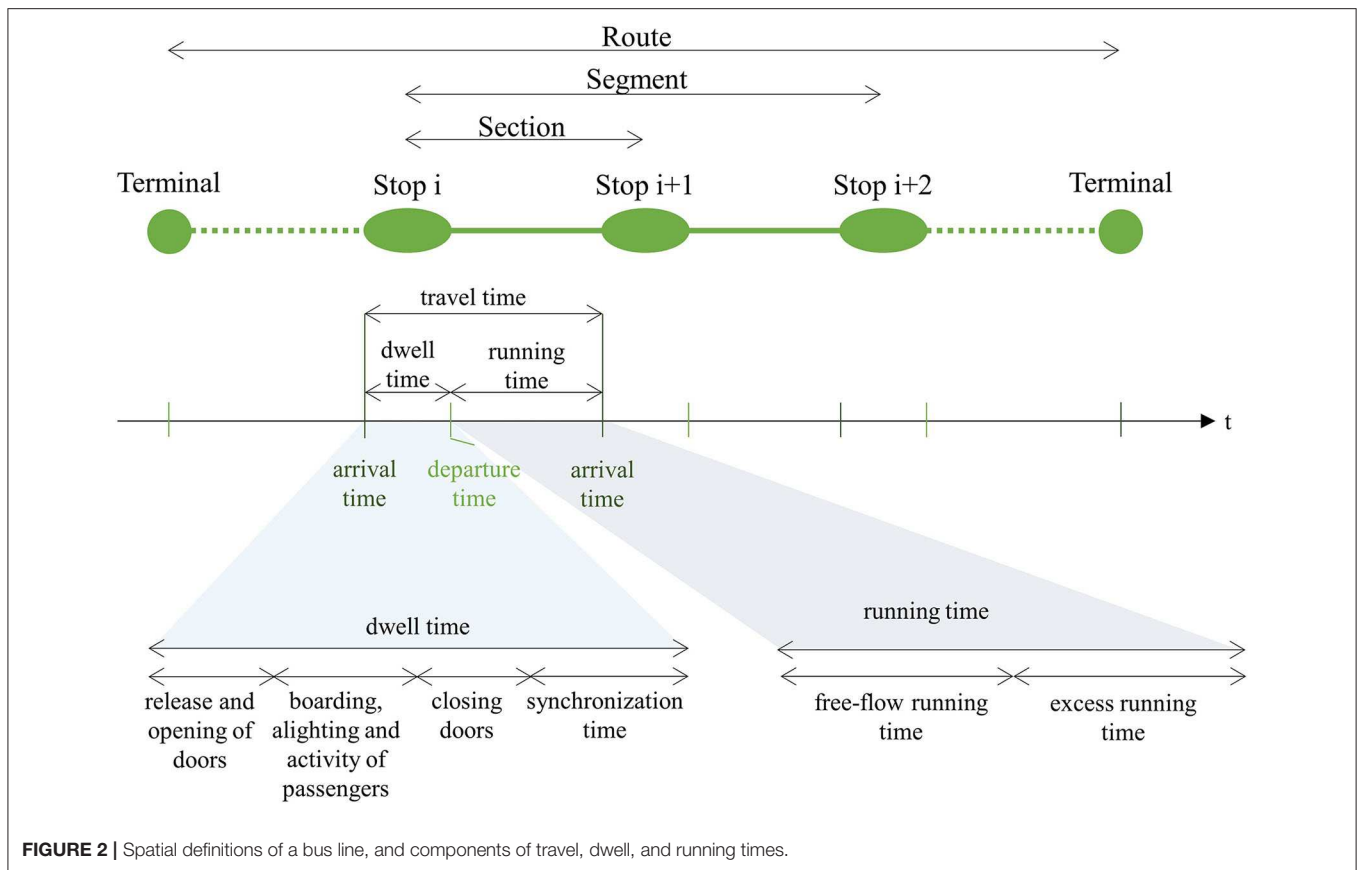 Route
Segment
Section
Terminal
Stop i
Stop i+1
Stop i+2
Terminal
travel time
dwell
time
running
time
t
arrival
time
departure
time
arrival
time
dwell time
running time
release and
opening of
doors
boarding,
alighting and
activity of
passengers
closing
doors
synchronization
time
free-flow running
time
excess running
time
FIGURE 2 | Spatial definitions of a bus line, and components of travel, dwell, and running times.